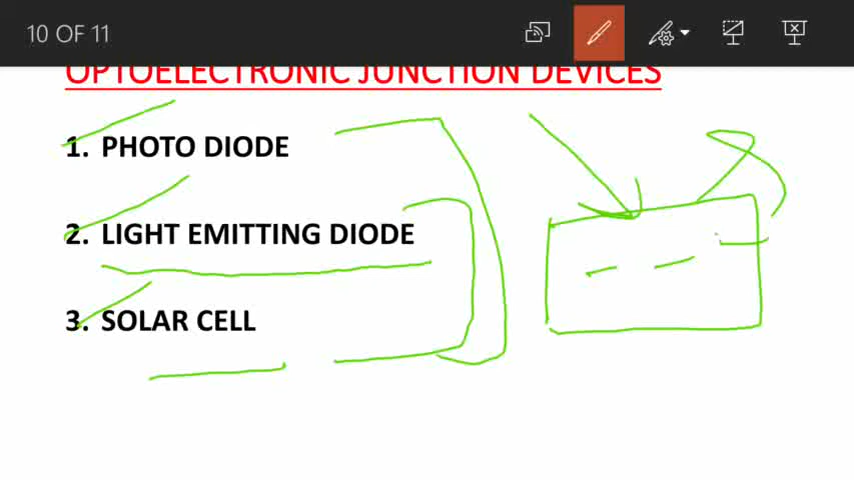 10 OF 11
OPTOELECTRONIC JUNCTION DEVICES
1. PHOTO DIODE
2. LIGHT EMITTING DIODE
3. SOLAR CELL